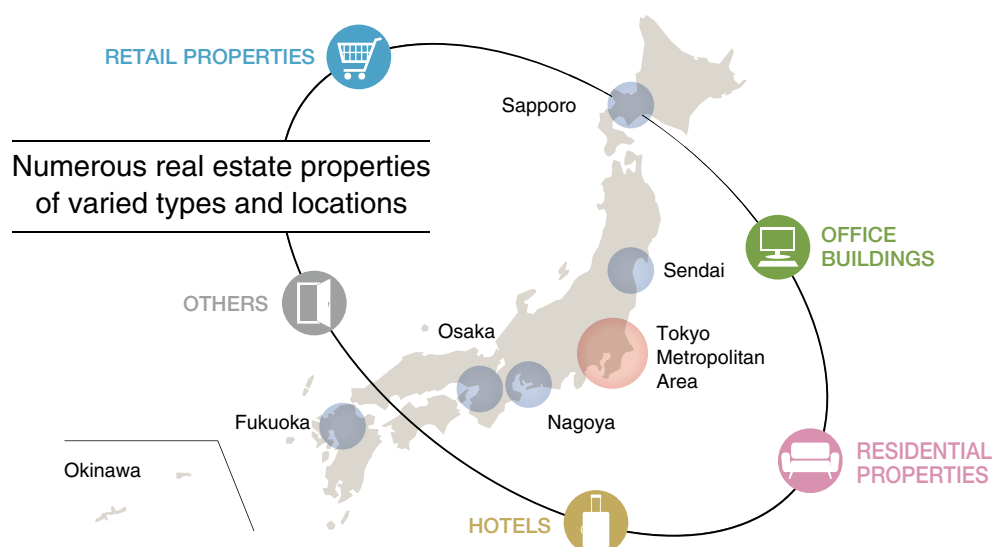 RETAIL PROPERTIES
Sapporo
Numerous real estate properties
of varied types and locations
OFFICE
BUILDINGS
Sendai
OTHERS
Osaka
Tokyo
Metropolitan
Area
Fukuoka
Nagoya
Okinawa
RESIDENTIAL
PROPERTIES
HOTELS